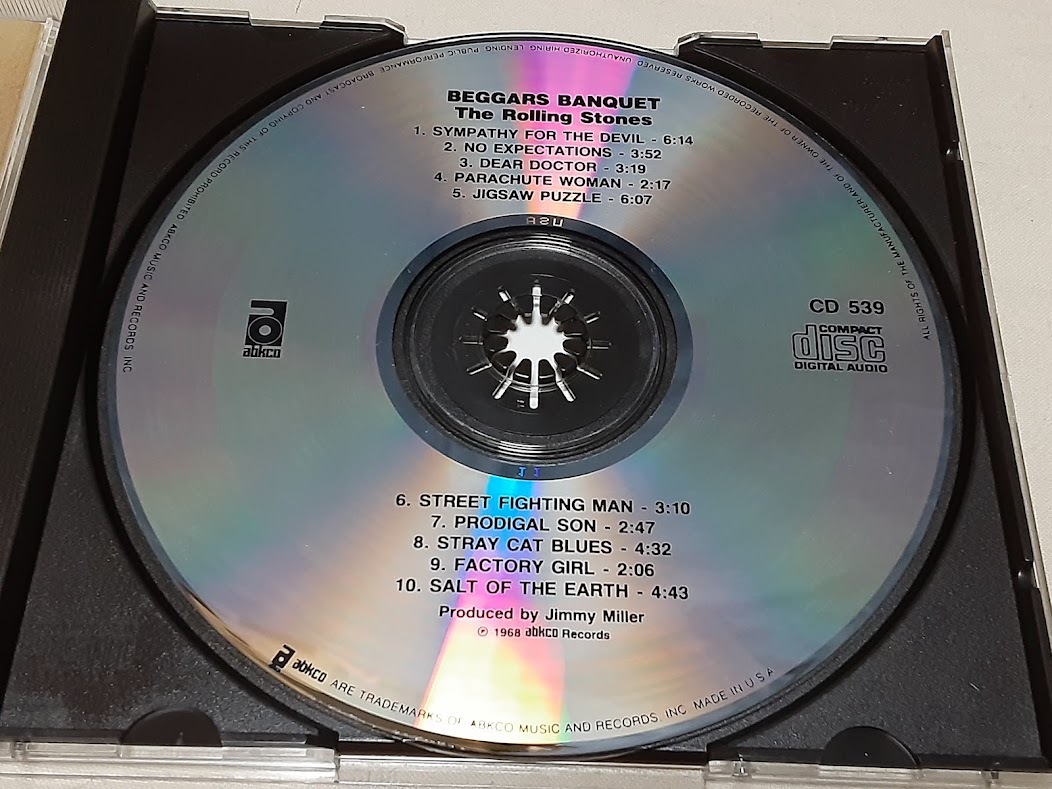 BEGGARS BANQUET
The Rolling Stones
1. SYMPATHY FOR THE DEVIL - 6:14
2. NO EXPECTATIONS - 3:52
3. DEAR DOCTOR - 3:19
4. PARACHUTE WOMAN - 2:17
5. JIGSAW PUZZLE - 6:07
abkco
CD 539
COMPACT
disc
DIGITAL AUDIO
6. STREET FIGHTING MAN - 3:10
7. PRODIGAL SON - 2:47
8. STRAY CAT BLUES - 4:32
9. FACTORY GIRL - 2:06
10. SALT OF THE EARTH - 4:43
Produced by Jimmy Miller
℗ 1968 abkco Records
ALL RIGHTS OF THE MANUFACTURER AND OF THE OWNER OF THE RECORDED WORKS RESERVED. UNAUTHORIZED HIRING, LENDING, PUBLIC PERFORMANCE, BROADCAST AND COPYING OF THIS RECORD PROHIBITED. ABKCO MUSIC AND RECORDS, INC.
abkco ARE TRADEMARKS OF ABKCO MUSIC AND RECORDS, INC. MADE IN U S A